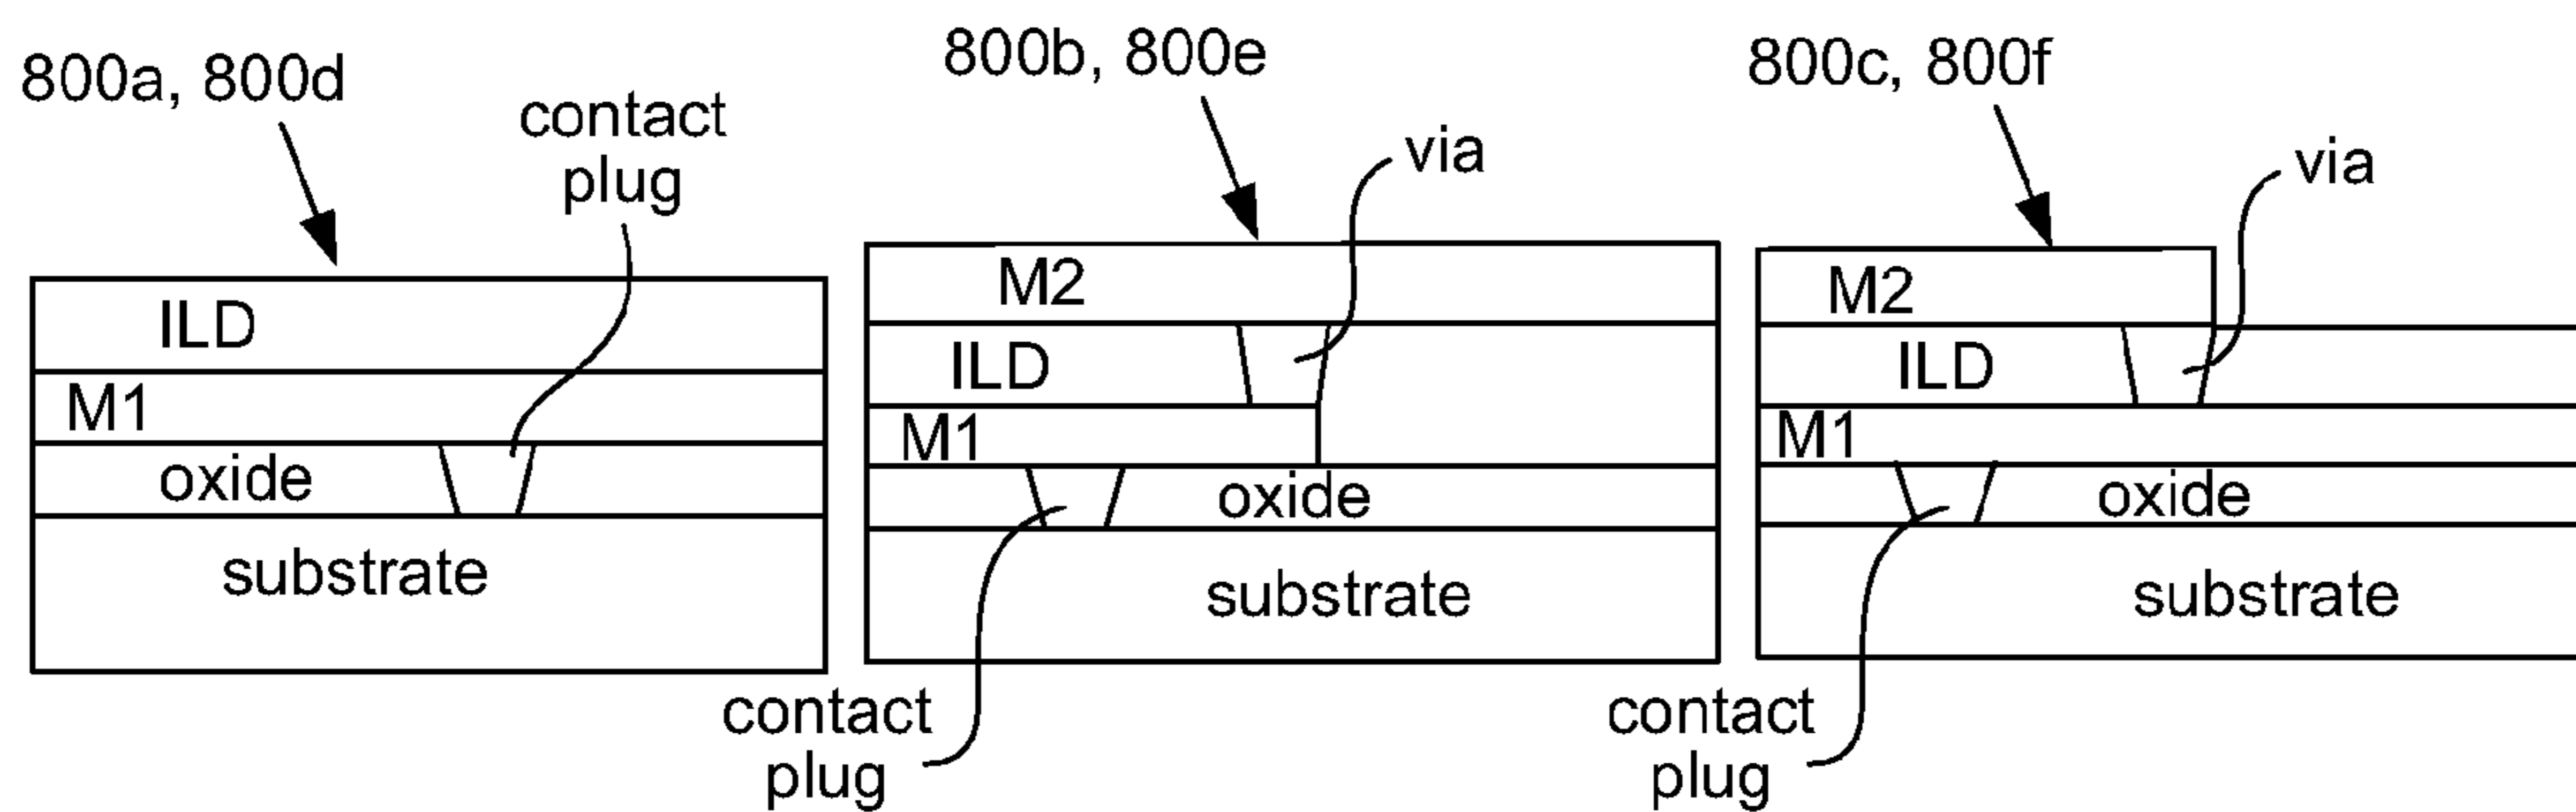 800a, 800d
contact
plug
ILD
M1
oxide
substrate
800b, 800e
via
M2
ILD
M1
oxide
substrate
contact
plug
800c, 800f
via
M2
ILD
M1
oxide
substrate
contact
plug